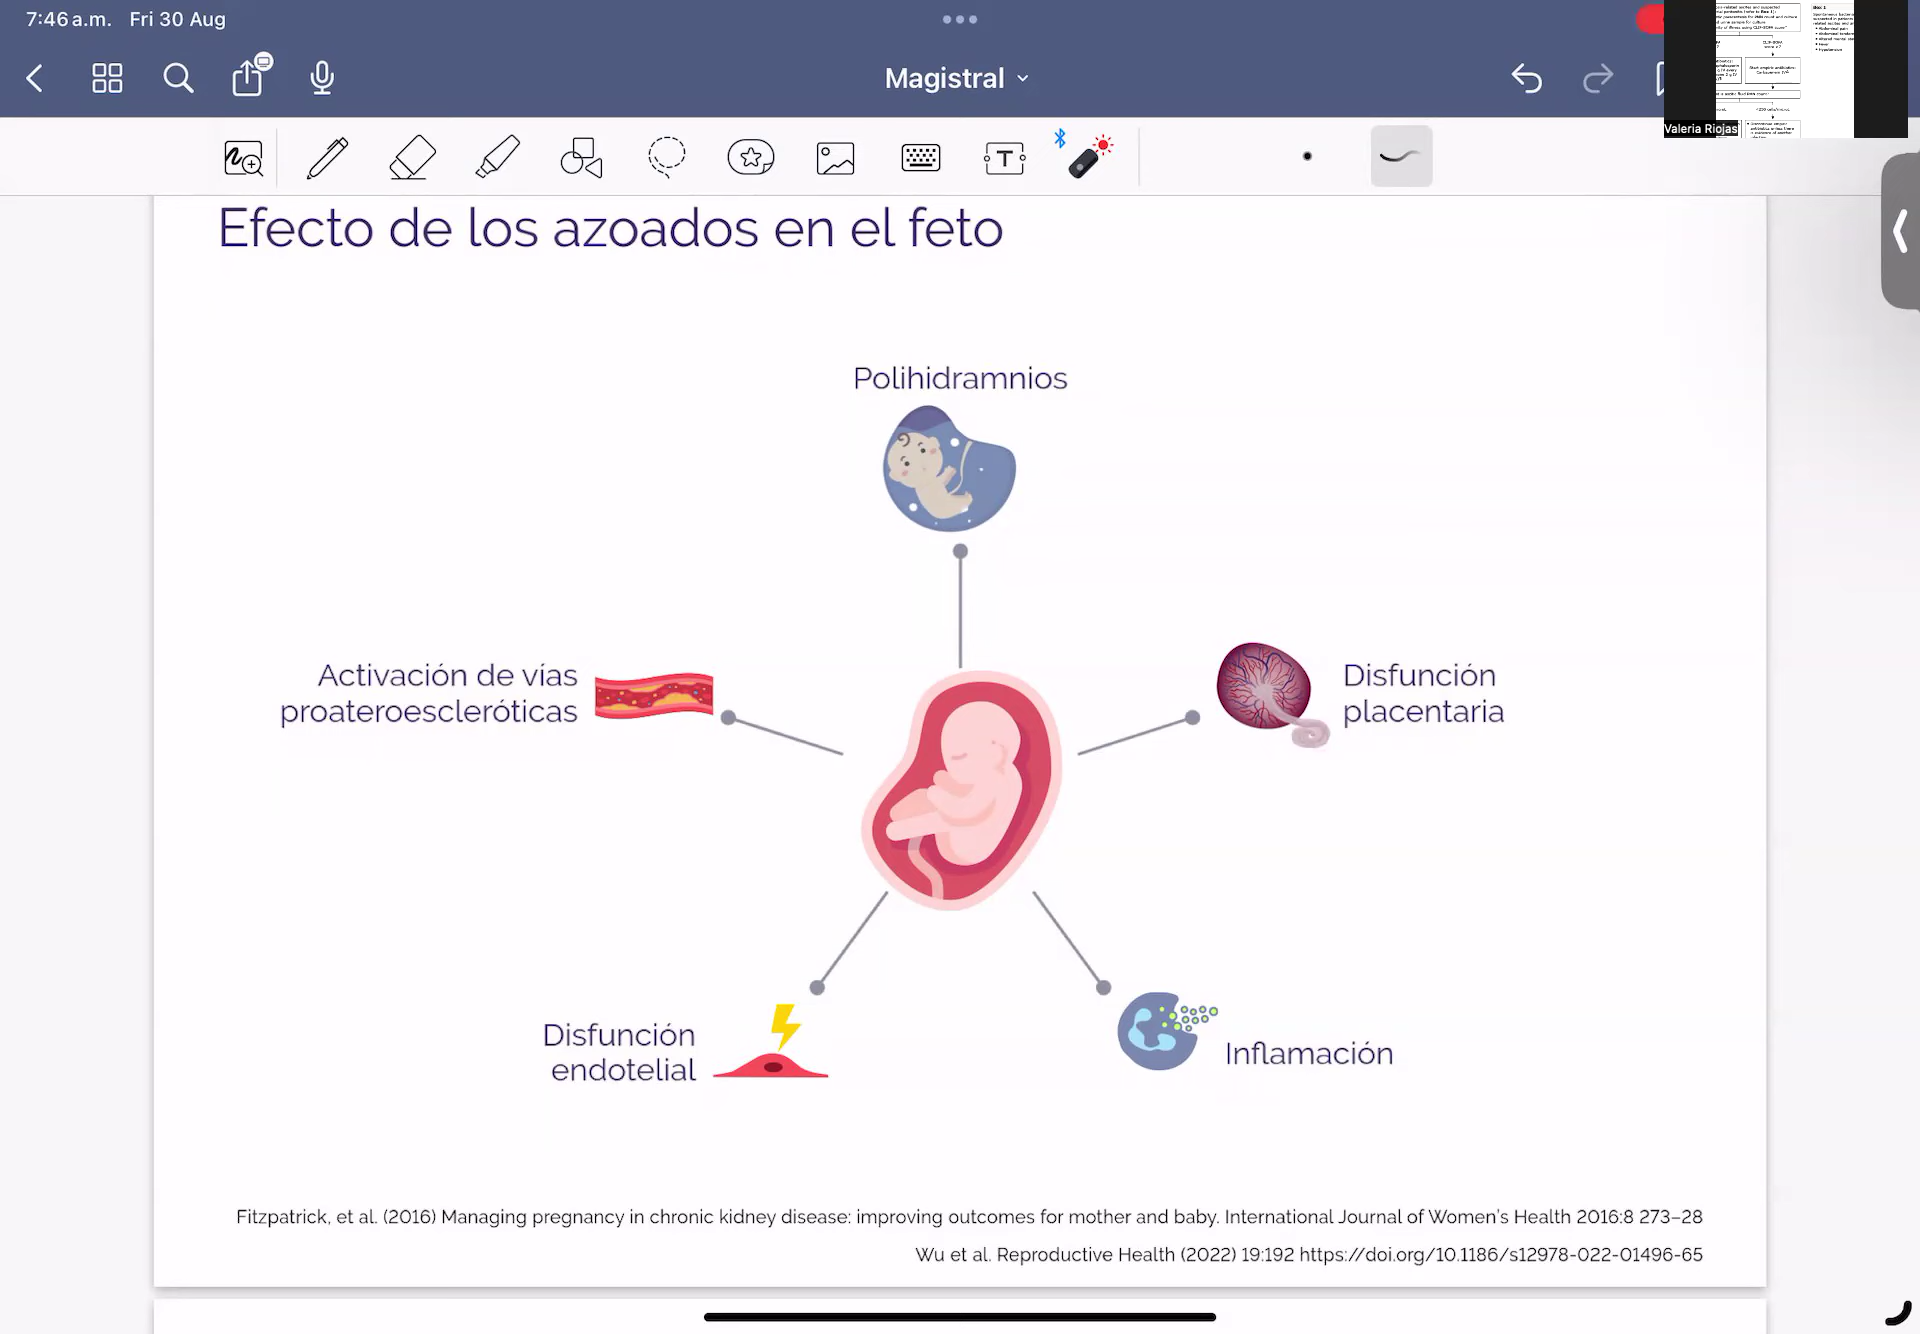 7:46 a.m. Fri 30 Aug
Magistral
Valeria Riojas
Box 1
T
Efecto de los azoados en el feto
Polihidramnios
Activación de vías
proateroescleróticas
Disfunción
placentaria
Disfunción
endotelial
Inflamación
Fitzpatrick, et al. (2016) Managing pregnancy in chronic kidney disease: improving outcomes for mother and baby. International Journal of Women's Health 2016:8 273–28
Wu et al. Reproductive Health (2022) 19:192 https://doi.org/10.1186/s12978-022-01496-65